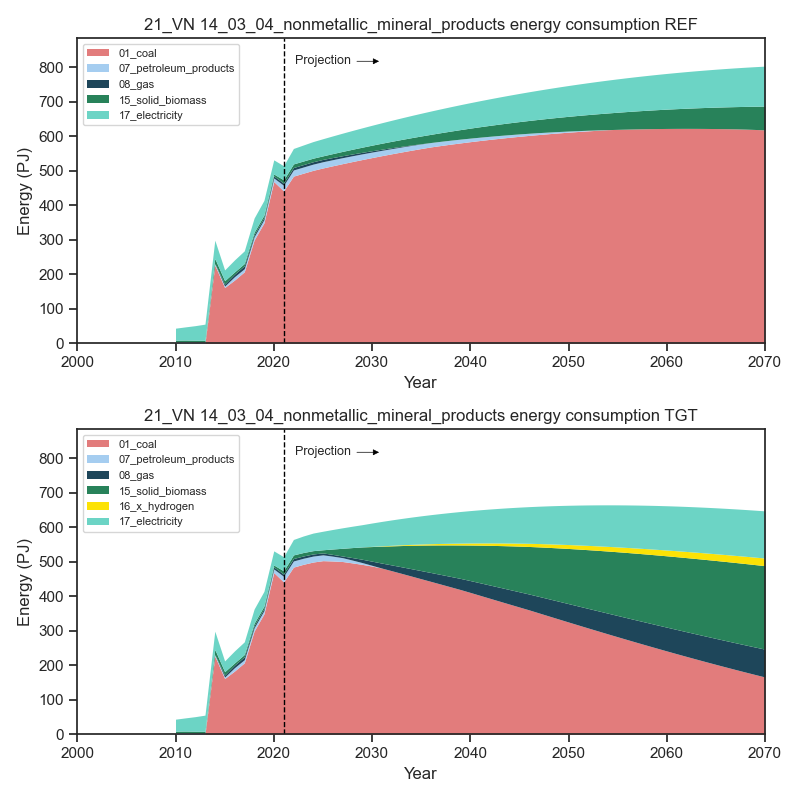 21_VN 14_03_04_nonmetallic_mineral_products energy consumption REF
01_coal
07_petroleum_products
08_gas
15_solid_biomass
17_electricity
Projection
Energy (PJ)
800
700
600
500
400
300
200
100
0
2000 2010 2020 2030 2040 2050 2060 2070
Year
21_VN 14_03_04_nonmetallic_mineral_products energy consumption TGT
01_coal
07_petroleum_products
08_gas
15_solid_biomass
16_x_hydrogen
17_electricity
Projection
Energy (PJ)
800
700
600
500
400
300
200
100
0
2000 2010 2020 2030 2040 2050 2060 2070
Year